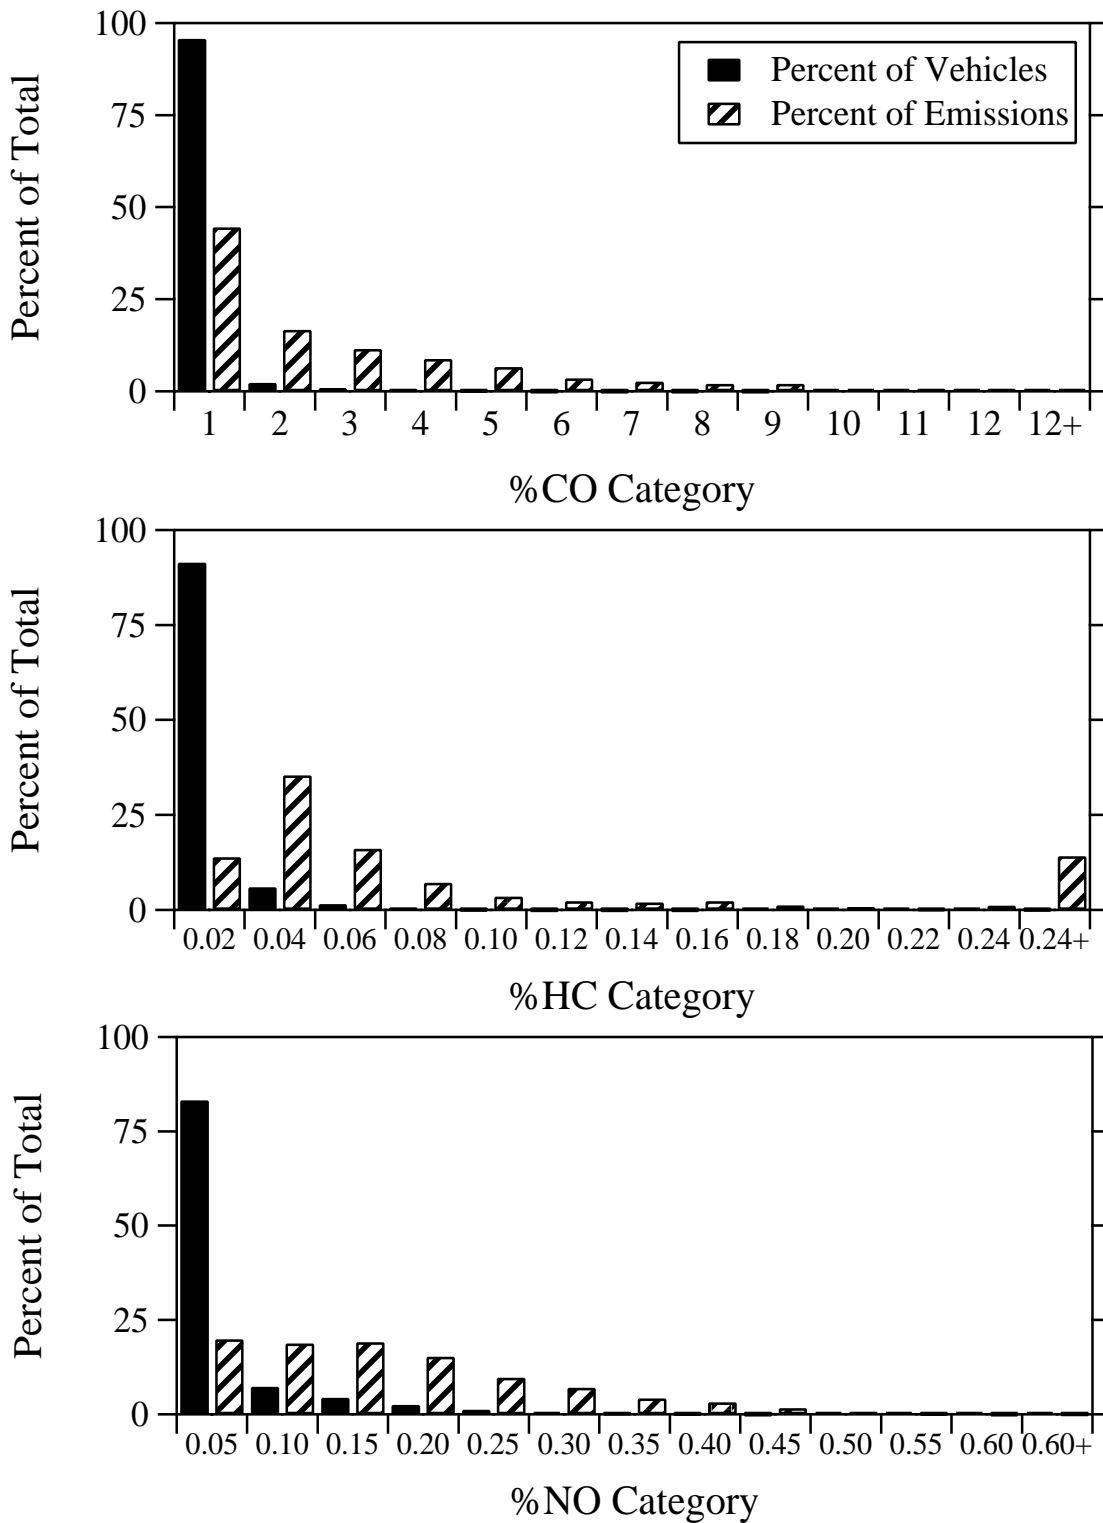 100
75
50
25
0
Percent of Total
Percent of Vehicles
Percent of Emissions
1 2 3 4 5 6 7 8 9 10 11 12 12+
%CO Category
100
75
50
25
0
Percent of Total
0.02 0.04 0.06 0.08 0.10 0.12 0.14 0.16 0.18 0.20 0.22 0.24 0.24+
%HC Category
100
75
50
25
0
Percent of Total
0.05 0.10 0.15 0.20 0.25 0.30 0.35 0.40 0.45 0.50 0.55 0.60 0.60+
%NO Category